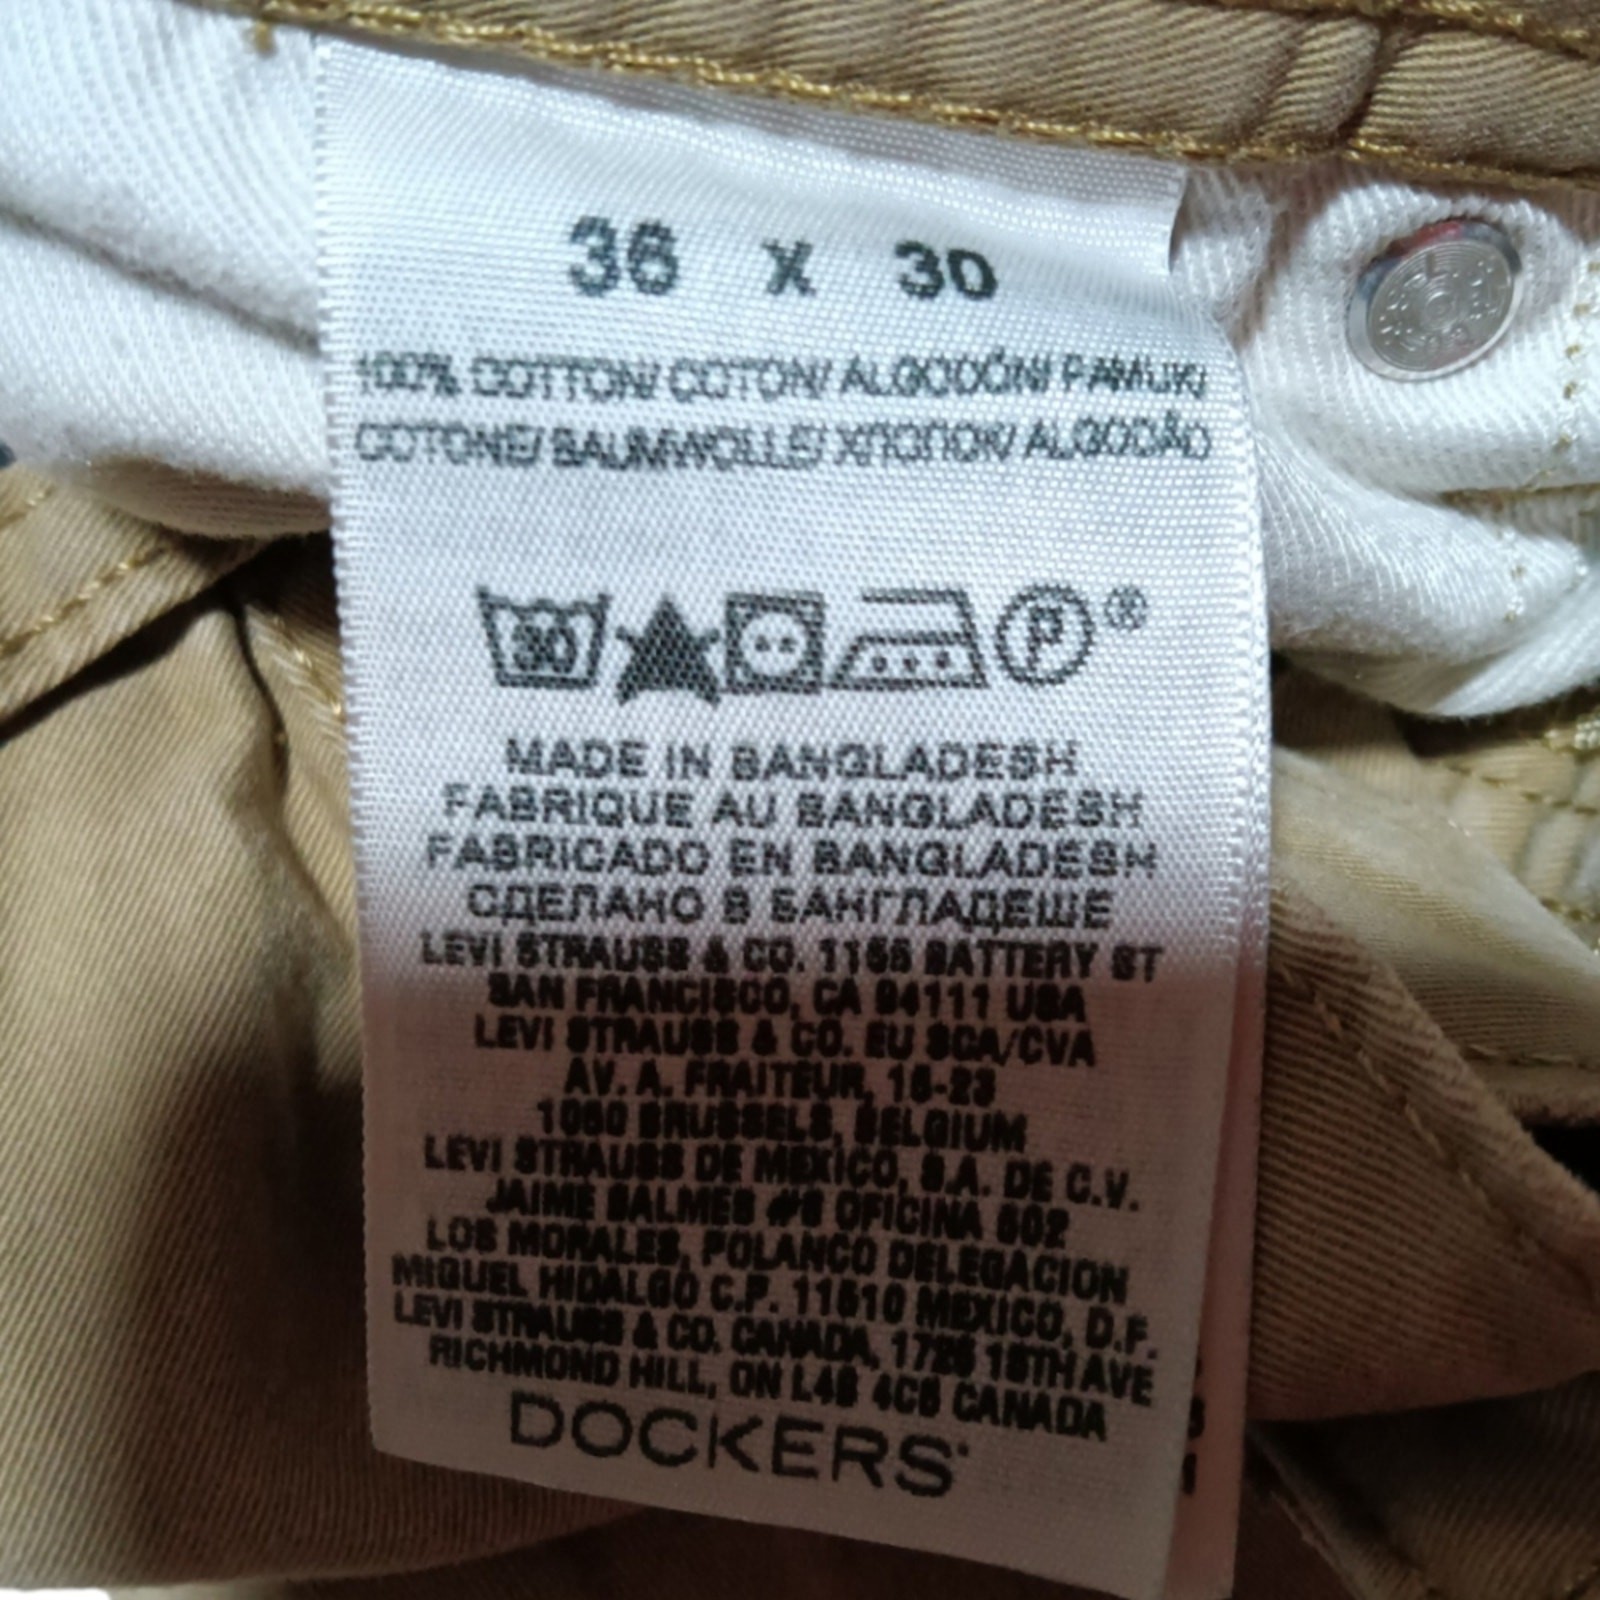 36 X 30
100% COTTON/ COTON/ ALGODÓN/ PAMUK/
COTONE/ BAUMWOLLE/ ХЛОПОК/ ALGODÃO
30 P ®
MADE IN BANGLADESH
FABRIQUE AU BANGLADESH
FABRICADO EN BANGLADESH
СДЕЛАНО В БАНГЛАДЕШЕ
LEVI STRAUSS & CO. 1155 BATTERY ST
SAN FRANCISCO, CA 94111 USA
LEVI STRAUSS & CO. EU SCA/CVA
AV. A. FRAITEUR, 15-23
1050 BRUSSELS, BELGIUM
LEVI STRAUSS DE MEXICO, S.A. DE C.V.
JAIME BALMES #8 OFICINA 602
LOS MORALES, POLANCO DELEGACION
MIGUEL HIDALGO C.P. 11510 MEXICO, D.F.
LEVI STRAUSS & CO. CANADA, 1725 16TH AVE
RICHMOND HILL, ON L4B 4C6 CANADA
DOCKERS